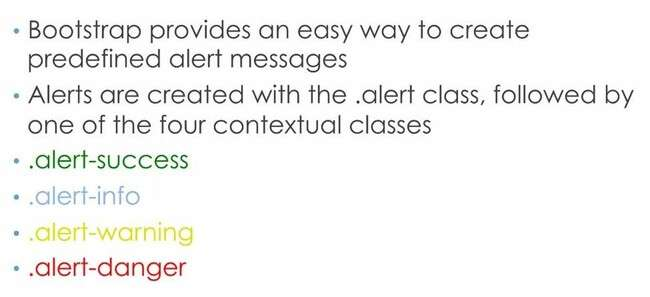 • Bootstrap provides an easy way to create
predefined alert messages
• Alerts are created with the .alert class, followed by
one of the four contextual classes
• .alert-success
• .alert-info
• .alert-warning
• .alert-danger